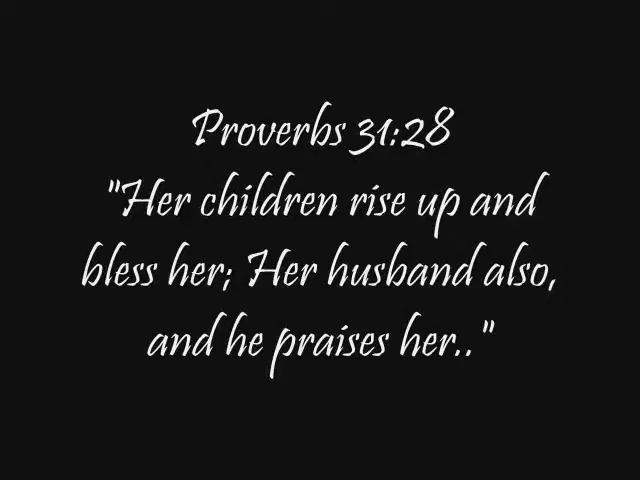 Proverbs 31:28
"Her children rise up and
bless her; Her husband also,
and he praises her.."